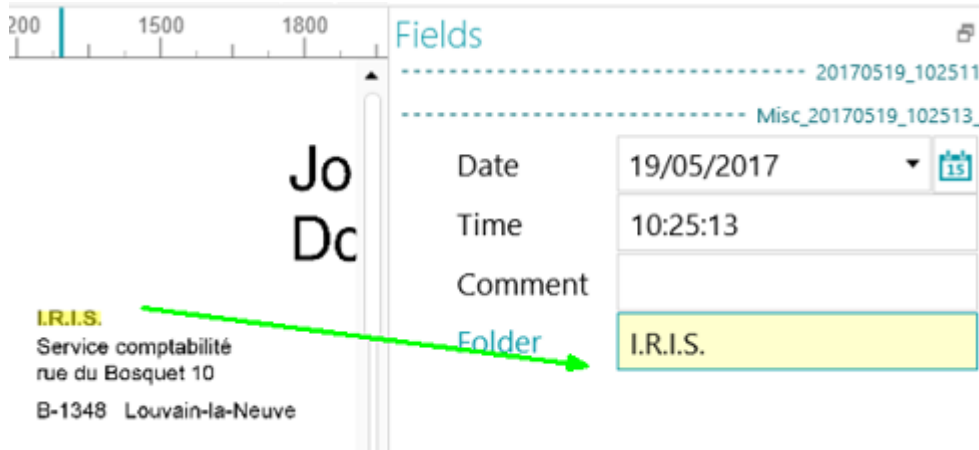 200 1500 1800
Fields
20170519_102511
Misc_20170519_102513_
Jo
Do
Date 19/05/2017 15
Time 10:25:13
Comment
Folder I.R.I.S.
I.R.I.S.
Service comptabilité
rue du Bosquet 10
B-1348 Louvain-la-Neuve